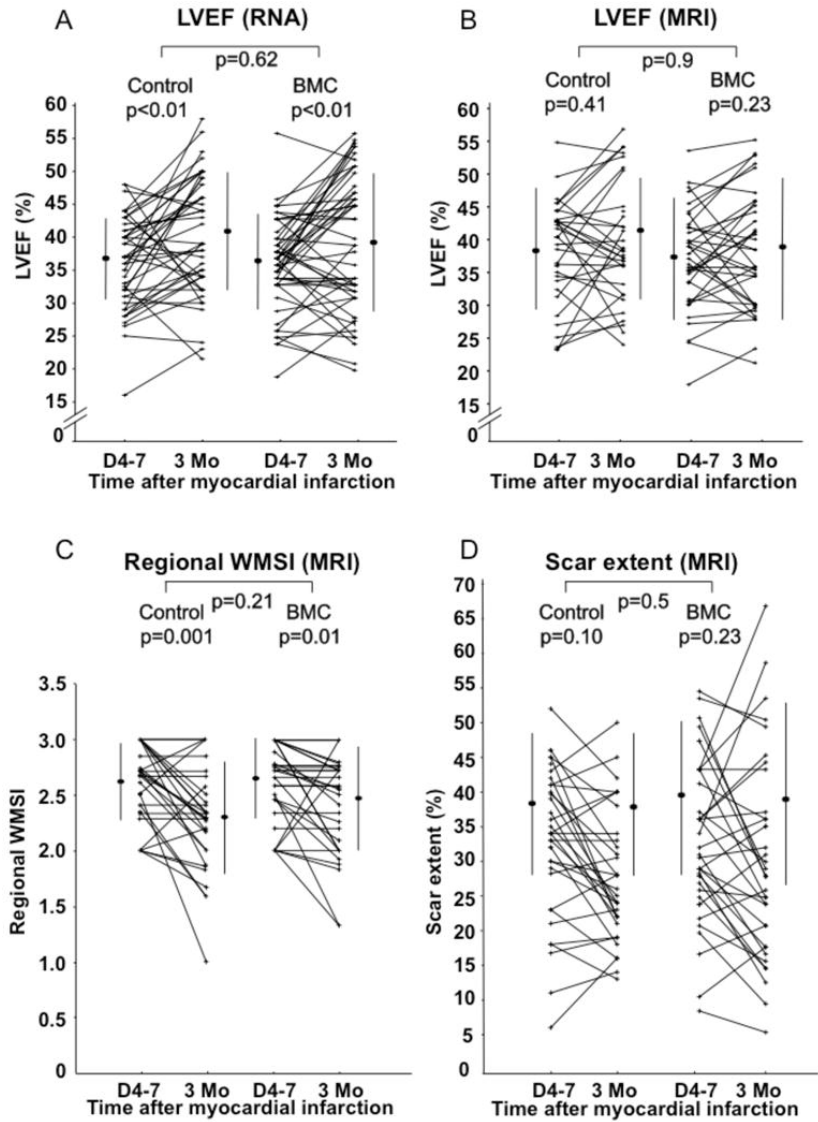 A
LVEF (RNA)
p=0.62
Control
p<0.01
BMC
p<0.01
LVEF (%)
60
55
50
45
40
35
30
25
20
15
0
D4-7 3 Mo D4-7 3 Mo
Time after myocardial infarction
B
LVEF (MRI)
p=0.9
Control
p=0.41
BMC
p=0.23
LVEF (%)
60
55
50
45
40
35
30
25
20
15
0
D4-7 3 Mo D4-7 3 Mo
Time after myocardial infarction
C
Regional WMSI (MRI)
p=0.21
Control
p=0.001
BMC
p=0.01
Regional WMSI
3.5
3.0
2.5
2.0
1.5
1.0
0.5
0
D4-7 3 Mo D4-7 3 Mo
Time after myocardial infarction
D
Scar extent (MRI)
p=0.5
Control
p=0.10
BMC
p=0.23
Scar extent (%)
70
65
60
55
50
45
40
35
30
25
20
15
10
5
0
D4-7 3 Mo D4-7 3 Mo
Time after myocardial infarction